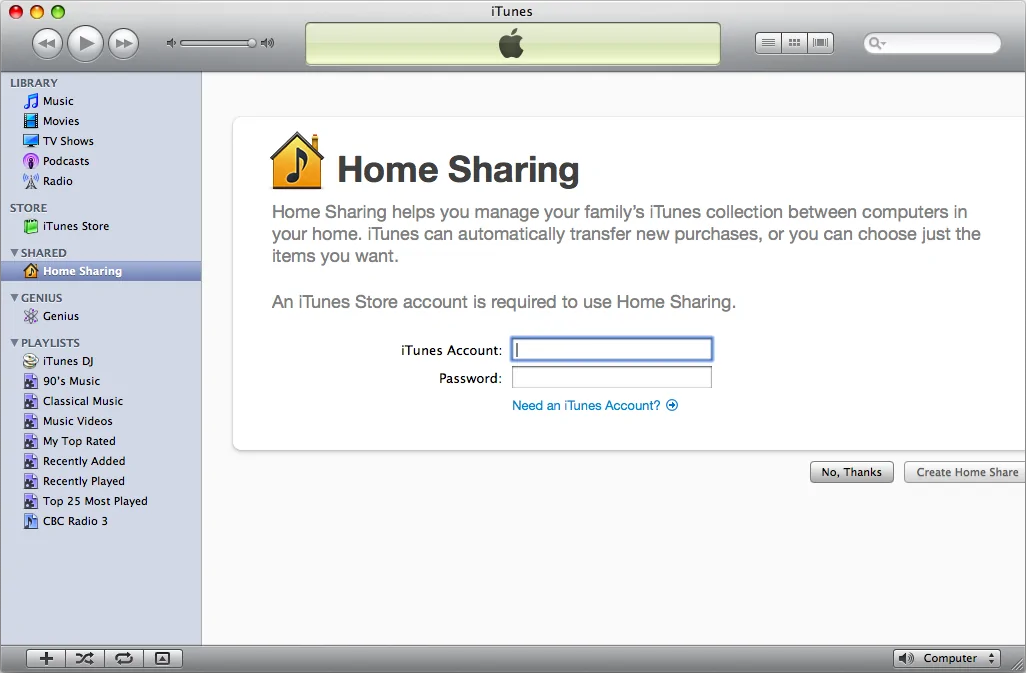 iTunes
LIBRARY
Music
Movies
TV Shows
Podcasts
Radio
STORE
iTunes Store
SHARED
Home Sharing
GENIUS
Genius
PLAYLISTS
iTunes DJ
90's Music
Classical Music
Music Videos
My Top Rated
Recently Added
Recently Played
Top 25 Most Played
CBC Radio 3
Home Sharing
Home Sharing helps you manage your family’s iTunes collection between computers in
your home. iTunes can automatically transfer new purchases, or you can choose just the
items you want.
An iTunes Store account is required to use Home Sharing.
iTunes Account:
Password:
Need an iTunes Account?
No, Thanks
Create Home Share
Computer